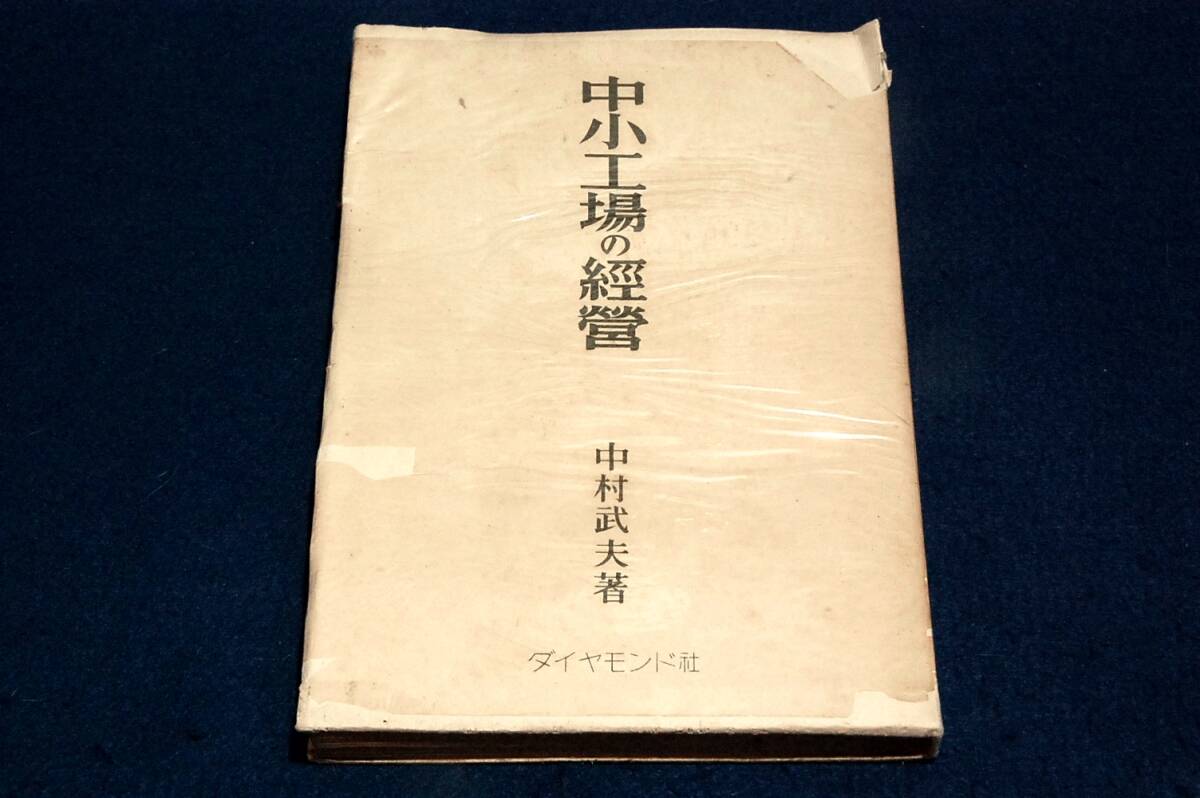 中小工場の經營
中村武夫著
ダイヤモンド社